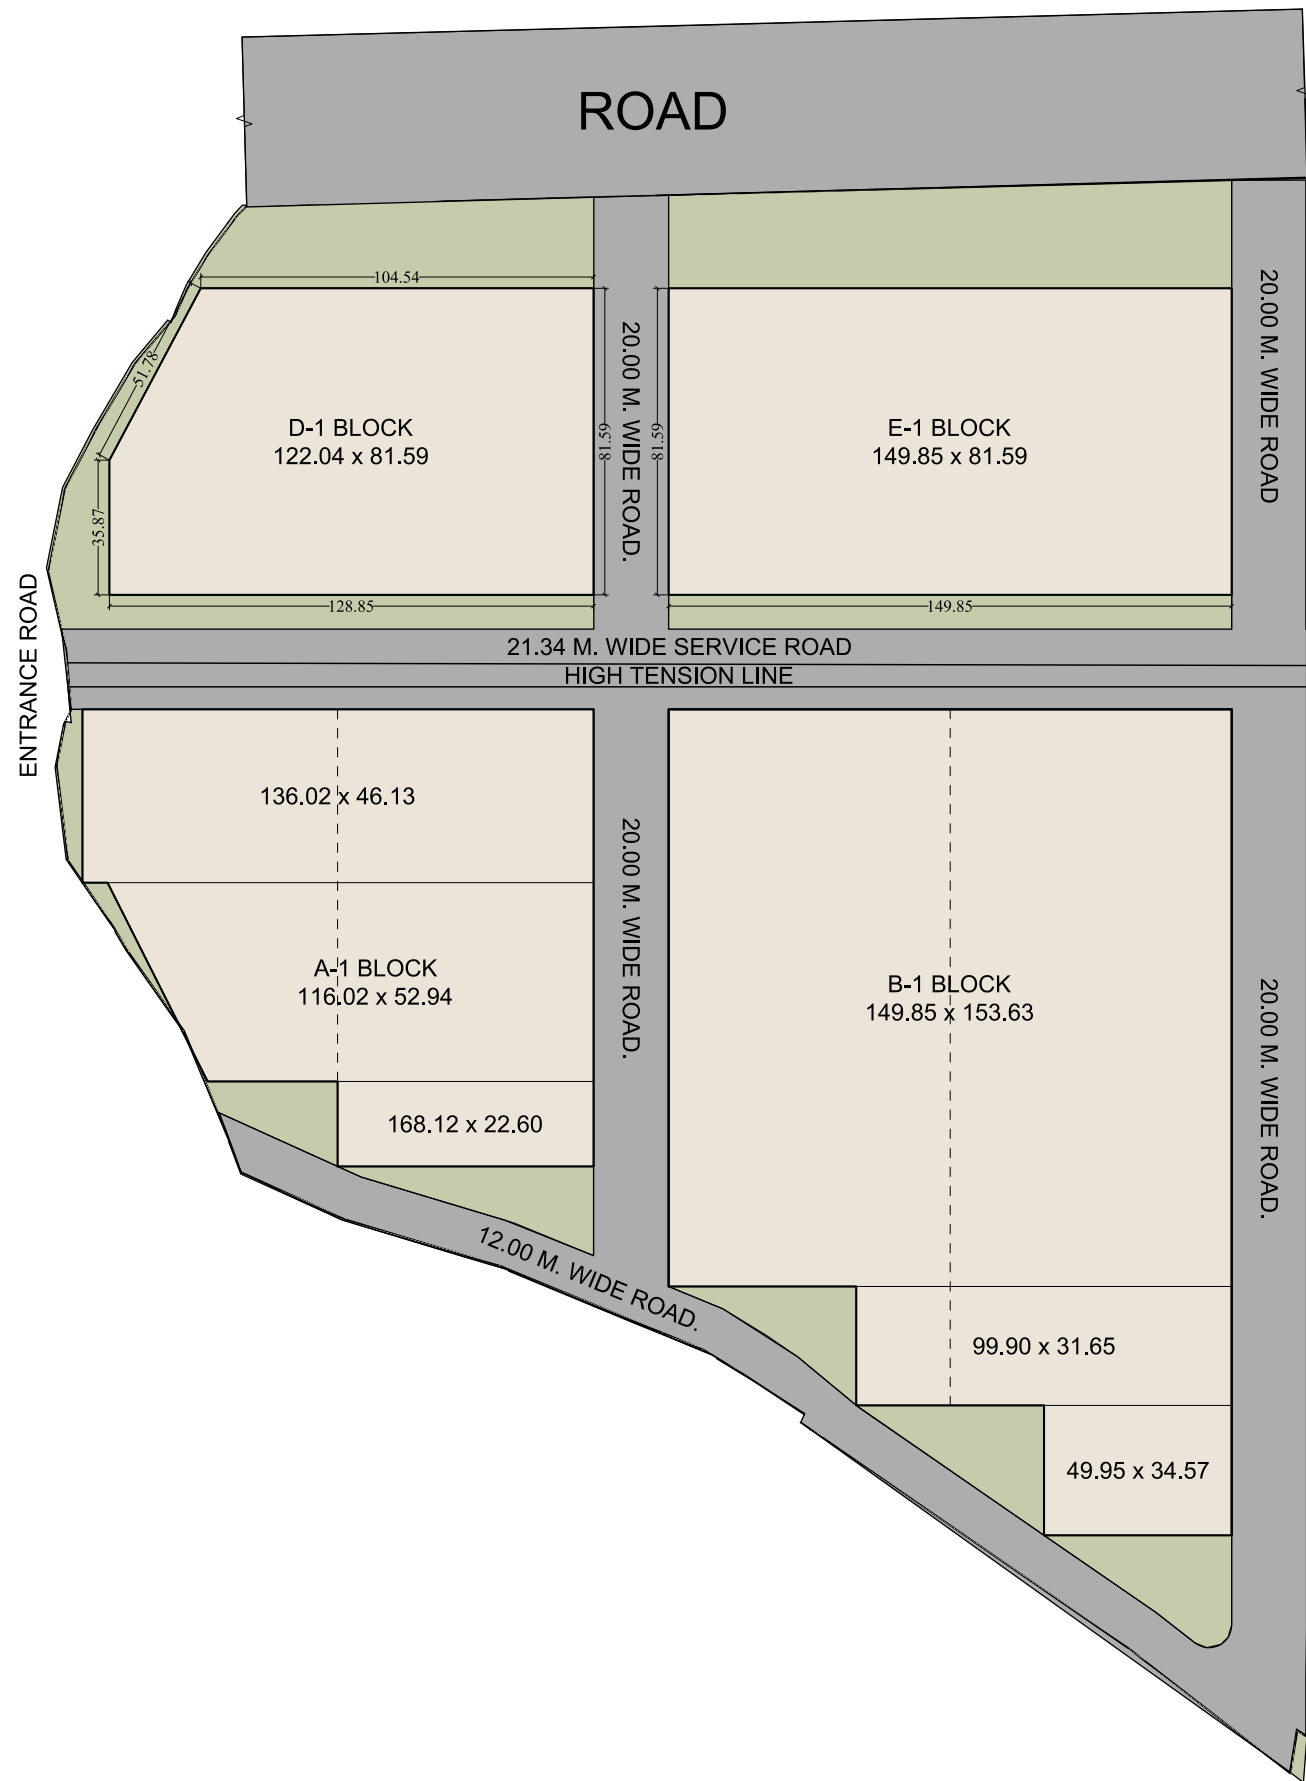 ROAD
104.54
51.78
35.87
D-1 BLOCK
122.04 x 81.59
81.59
20.00 M. WIDE ROAD.
81.59
E-1 BLOCK
149.85 x 81.59
20.00 M. WIDE ROAD
128.85
149.85
ENTRANCE ROAD
21.34 M. WIDE SERVICE ROAD
HIGH TENSION LINE
136.02 x 46.13
A-1 BLOCK
116.02 x 52.94
168.12 x 22.60
20.00 M. WIDE ROAD.
B-1 BLOCK
149.85 x 153.63
20.00 M. WIDE ROAD.
12.00 M. WIDE ROAD.
99.90 x 31.65
49.95 x 34.57